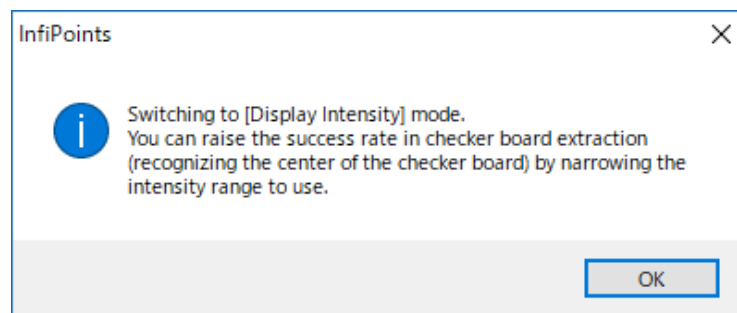 InfiPoints
Switching to [Display Intensity] mode.
You can raise the success rate in checker board extraction
(recognizing the center of the checker board) by narrowing the
intensity range to use.
OK